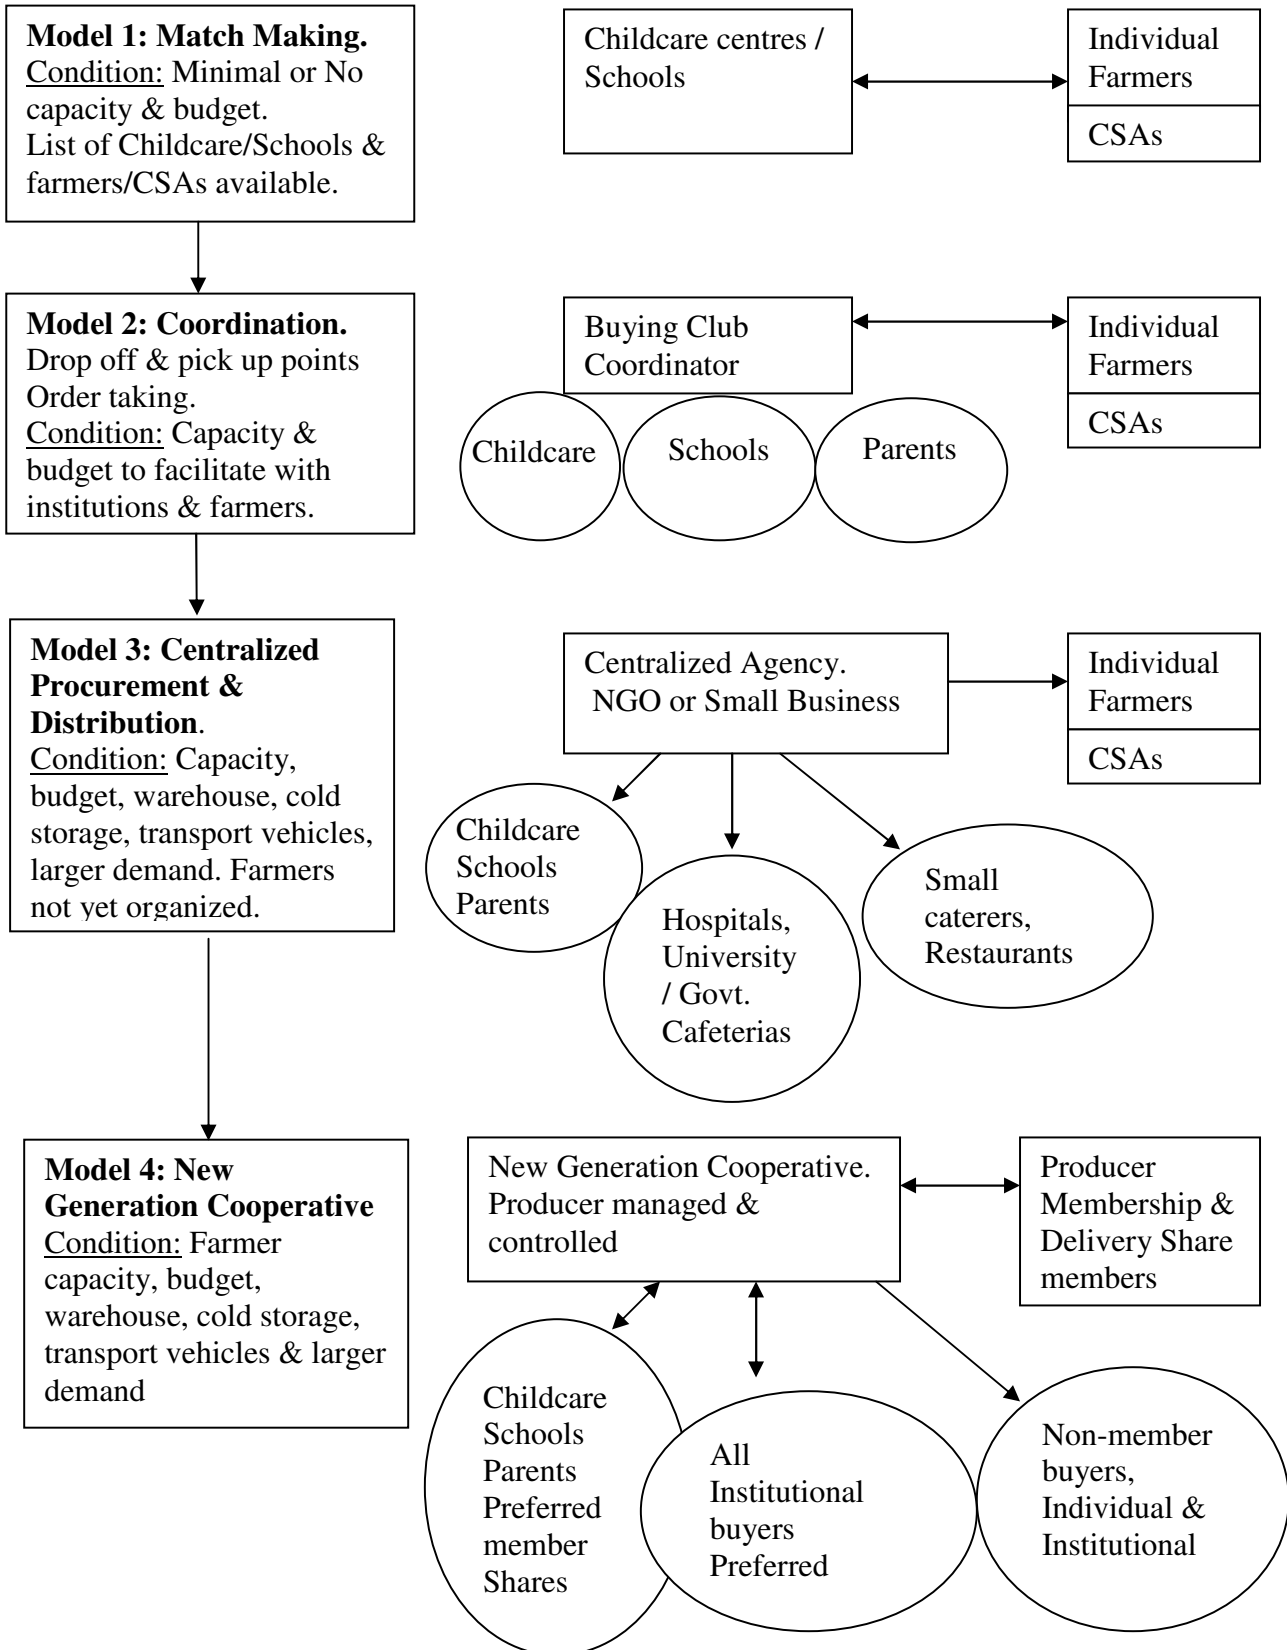 Model 1: Match Making.
Condition: Minimal or No
capacity & budget.
List of Childcare/Schools &
farmers/CSAs available.
Childcare centres /
Schools
Individual
Farmers
CSAs
Model 2: Coordination.
Drop off & pick up points
Order taking.
Condition: Capacity &
budget to facilitate with
institutions & farmers.
Buying Club
Coordinator
Childcare
Schools
Parents
Individual
Farmers
CSAs
Model 3: Centralized
Procurement &
Distribution.
Condition: Capacity,
budget, warehouse, cold
storage, transport vehicles,
larger demand. Farmers
not yet organized.
Centralized Agency.
NGO or Small Business
Individual
Farmers
CSAs
Childcare
Schools
Parents
Hospitals,
University
/ Govt.
Cafeterias
Small
caterers,
Restaurants
Model 4: New
Generation Cooperative
Condition: Farmer
capacity, budget,
warehouse, cold storage,
transport vehicles & larger
demand
New Generation Cooperative.
Producer managed &
controlled
Producer
Membership &
Delivery Share
members
Childcare
Schools
Parents
Preferred
member
Shares
All
Institutional
buyers
Preferred
Non-member
buyers,
Individual &
Institutional